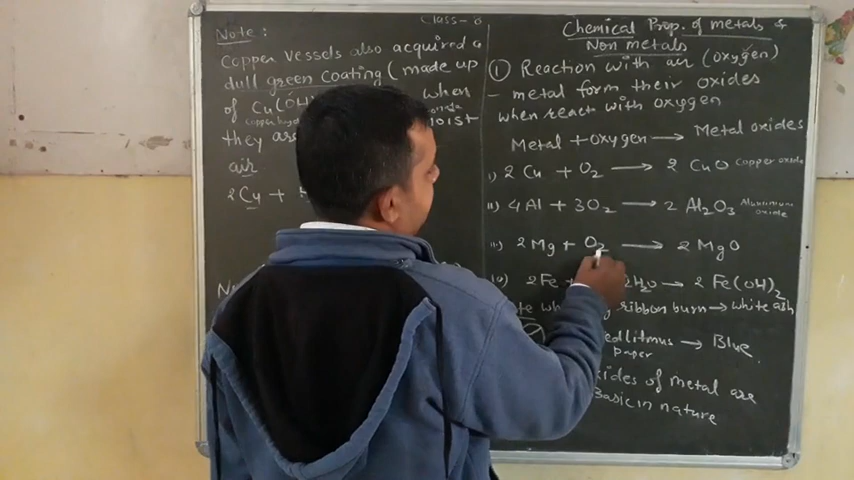 Class-8
Note:
Copper vessels also acquired a
dull green coating (made up
of Cu(OH) when
they are moist
air
2Cu +
Chemical Prop. of metals &
Non metals
① Reaction with air (oxygen)
- metal form their oxides
when react with oxygen
Metal + oxygen → Metal oxides
i) 2 Cu + O2 → 2 CuO Copper oxide
ii) 4 Al + 3O2 → 2 Al2O3 Aluminium oxide
iii) 2 Mg + O2 → 2 MgO
iv) 2Fe + 2H2O → 2 Fe(OH)2
ribbon burn → white ash
litmus → Blue.
paper
oxides of metal are
Basic in nature